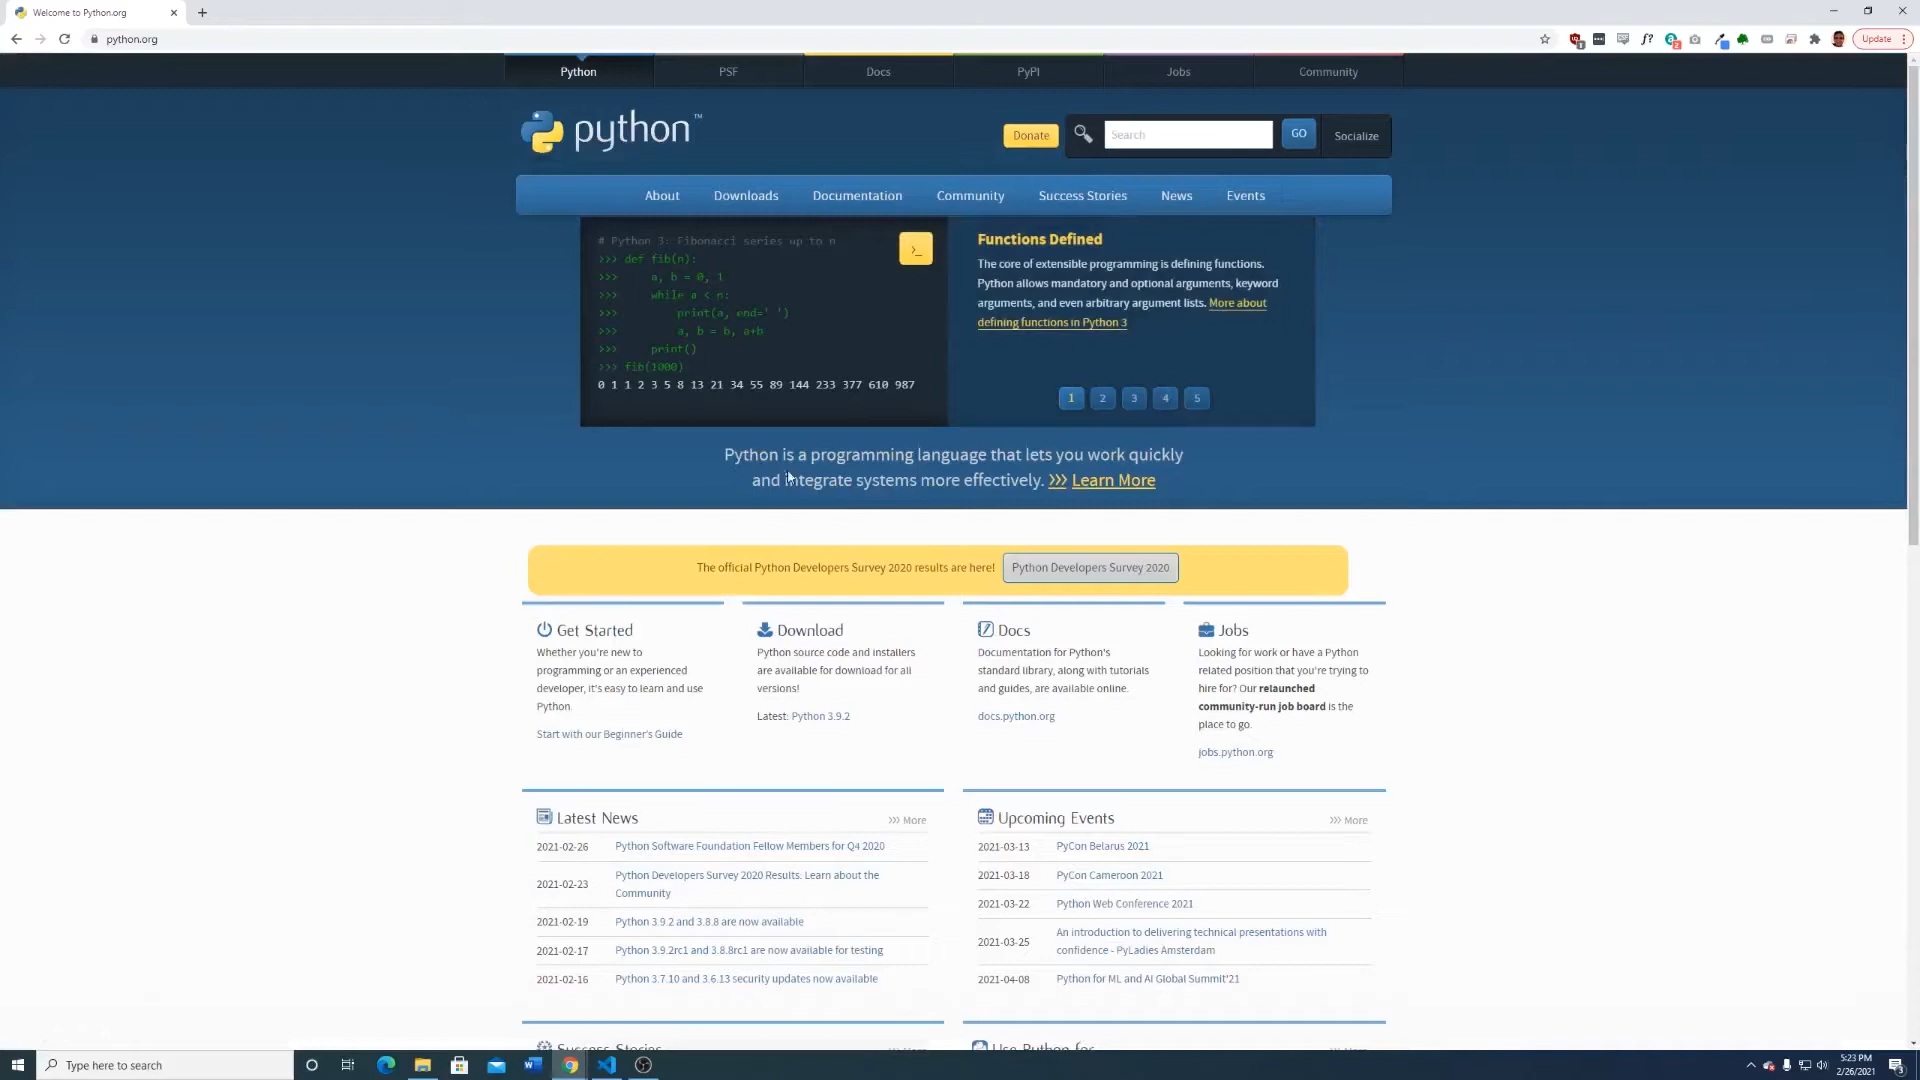 Welcome to Python.org
python.org
Update
Python
PSF
Docs
PyPI
Jobs
Community
python™
Donate
Search
GO
Socialize
About
Downloads
Documentation
Community
Success Stories
News
Events
# Python 3: Fibonacci series up to n
>>> def fib(n):
>>> a, b = 0, 1
>>> while a < n:
>>> print(a, end=' ')
>>> a, b = b, a+b
>>> print()
>>> fib(1000)
0 1 1 2 3 5 8 13 21 34 55 89 144 233 377 610 987
>_
Functions Defined
The core of extensible programming is defining functions.
Python allows mandatory and optional arguments, keyword
arguments, and even arbitrary argument lists. More about
defining functions in Python 3
1 2 3 4 5
Python is a programming language that lets you work quickly
and integrate systems more effectively. >>> Learn More
The official Python Developers Survey 2020 results are here! Python Developers Survey 2020
Get Started
Whether you're new to
programming or an experienced
developer, it's easy to learn and use
Python.
Start with our Beginner's Guide
Download
Python source code and installers
are available for download for all
versions!
Latest: Python 3.9.2
Docs
Documentation for Python's
standard library, along with tutorials
and guides, are available online.
docs.python.org
Jobs
Looking for work or have a Python
related position that you're trying to
hire for? Our relaunched
community-run job board is the
place to go.
jobs.python.org
Latest News
>>> More
2021-02-26 Python Software Foundation Fellow Members for Q4 2020
2021-02-23 Python Developers Survey 2020 Results: Learn about the
Community
2021-02-19 Python 3.9.2 and 3.8.8 are now available
2021-02-17 Python 3.9.2rc1 and 3.8.8rc1 are now available for testing
2021-02-16 Python 3.7.10 and 3.6.13 security updates now available
Upcoming Events
>>> More
2021-03-13 PyCon Belarus 2021
2021-03-18 PyCon Cameroon 2021
2021-03-22 Python Web Conference 2021
2021-03-25 An introduction to delivering technical presentations with
confidence - PyLadies Amsterdam
2021-04-08 Python for ML and AI Global Summit'21
Success Stories
Use Python for
Type here to search
5:23 PM
2/26/2021